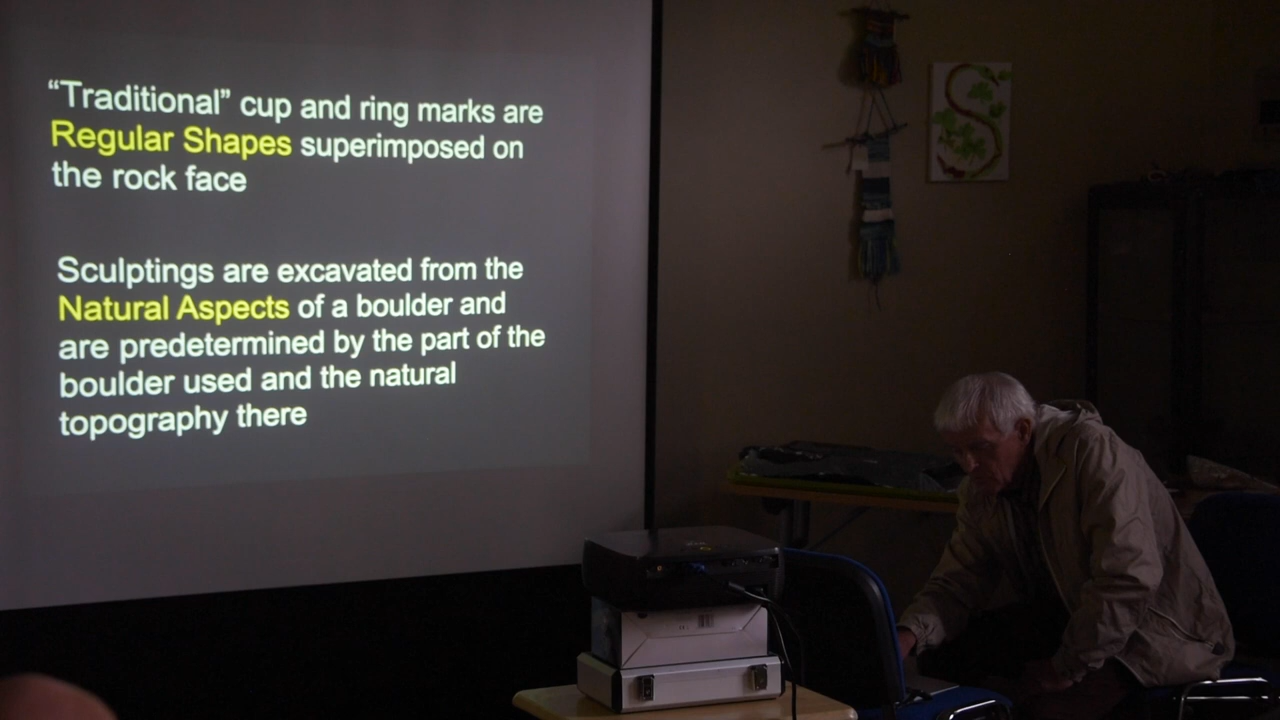 “Traditional” cup and ring marks are
Regular Shapes superimposed on
the rock face
Sculptings are excavated from the
Natural Aspects of a boulder and
are predetermined by the part of the
boulder used and the natural
topography there